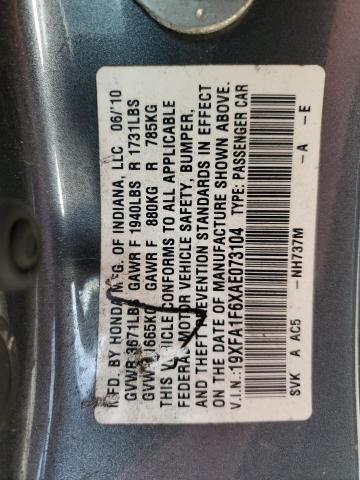 MFD. BY HONDA MFG. OF INDIANA, LLC 06/10
GVWR 3671LBS GAWR F 1940LBS R 1731LBS
GVWR 1665KG GAWR F 880KG R 785KG
THIS VEHICLE CONFORMS TO ALL APPLICABLE
FEDERAL MOTOR VEHICLE SAFETY, BUMPER,
AND THEFT PREVENTION STANDARDS IN EFFECT
ON THE DATE OF MANUFACTURE SHOWN ABOVE.
V.I.N.: 19XFA1F6XAE073104 TYPE: PASSENGER CAR
SVK A AC5 -NH737M -A -E